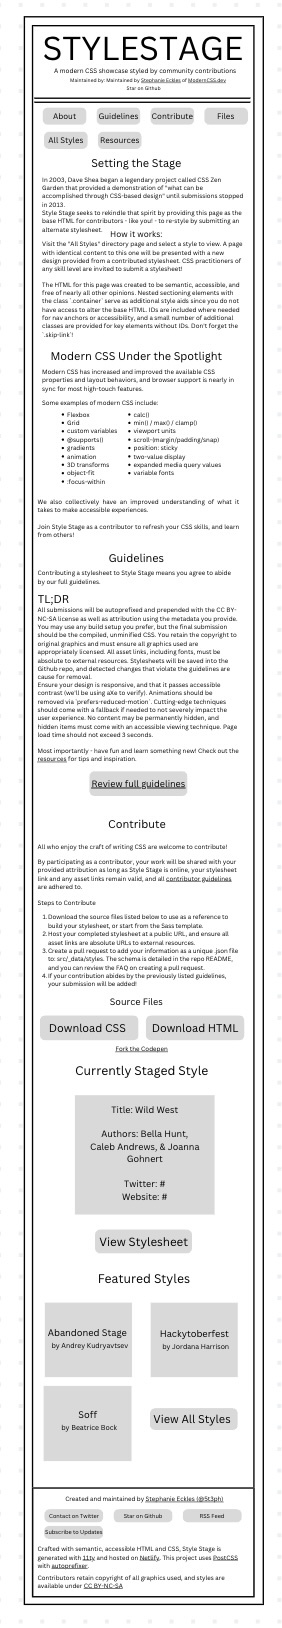 STYLESTAGE
A modern CSS showcase styled by community contributions
Maintained by: Maintained by Stephanie Eckles of ModernCSS.dev
Star on Github
About
Guidelines
Contribute
Files
All Styles
Resources
Setting the Stage
In 2003, Dave Shea began a legendary project called CSS Zen
Garden that provided a demonstration of "what can be
accomplished through CSS-based design" until submissions stopped
in 2013.
Style Stage seeks to rekindle that spirit by providing this page as the
base HTML for contributors - like you! - to re-style by submitting an
alternate stylesheet.
How it works:
Visit the "All Styles" directory page and select a style to view. A page
with identical content to this one will be presented with a new
design provided from a contributed stylesheet. CSS practitioners of
any skill level are invited to submit a stylesheet!
The HTML for this page was created to be semantic, accessible, and
free of nearly all other opinions. Nested sectioning elements with
the class `.container` serve as additional style aids since you do not
have access to alter the base HTML. IDs are included where needed
for nav anchors or accessibility, and a small number of additional
classes are provided for key elements without IDs. Don't forget the
`.skip-link`!
Modern CSS Under the Spotlight
Modern CSS has increased and improved the available CSS
properties and layout behaviors, and browser support is nearly in
sync for most high-touch features.
Some examples of modern CSS include:
• Flexbox
• Grid
• custom variables
• @supports()
• gradients
• animation
• 3D transforms
• object-fit
• :focus-within
• calc()
• min() / max() / clamp()
• viewport units
• scroll-(margin/padding/snap)
• position: sticky
• two-value display
• expanded media query values
• variable fonts
We also collectively have an improved understanding of what it
takes to make accessible experiences.
Join Style Stage as a contributor to refresh your CSS skills, and learn
from others!
Guidelines
Contributing a stylesheet to Style Stage means you agree to abide
by our full guidelines.
TL;DR
All submissions will be autoprefixed and prepended with the CC BY-
NC-SA license as well as attribution using the metadata you provide.
You may use any build setup you prefer, but the final submission
should be the compiled, unminified CSS. You retain the copyright to
original graphics and must ensure all graphics used are
appropriately licensed. All asset links, including fonts, must be
absolute to external resources. Stylesheets will be saved into the
Github repo, and detected changes that violate the guidelines are
cause for removal.
Ensure your design is responsive, and that it passes accessible
contrast (we'll be using aXe to verify). Animations should be
removed via `prefers-reduced-motion`. Cutting-edge techniques
should come with a fallback if needed to not severely impact the
user experience. No content may be permanently hidden, and
hidden items must come with an accessible viewing technique. Page
load time should not exceed 3 seconds.
Most importantly - have fun and learn something new! Check out the
resources for tips and inspiration.
Review full guidelines
Contribute
All who enjoy the craft of writing CSS are welcome to contribute!
By participating as a contributor, your work will be shared with your
provided attribution as long as Style Stage is online, your stylesheet
link and any asset links remain valid, and all contributor guidelines
are adhered to.
Steps to Contribute
1. Download the source files listed below to use as a reference to
build your stylesheet, or start from the Sass template.
2. Host your completed stylesheet at a public URL, and ensure all
asset links are absolute URLs to external resources.
3. Create a pull request to add your information as a unique .json file
to: src/_data/styles. The schema is detailed in the repo README,
and you can review the FAQ on creating a pull request.
4. If your contribution abides by the previously listed guidelines,
your submission will be added!
Source Files
Download CSS
Download HTML
Fork the Codepen
Currently Staged Style
Title: Wild West
Authors: Bella Hunt,
Caleb Andrews, & Joanna
Gohnert
Twitter: #
Website: #
View Stylesheet
Featured Styles
Abandoned Stage
by Andrey Kudryavtsev
Hackytoberfest
by Jordana Harrison
Soff
by Beatrice Bock
View All Styles
Created and maintained by Stephanie Eckles (@5t3ph)
Contact on Twitter
Star on Github
RSS Feed
Subscribe to Updates
Crafted with semantic, accessible HTML and CSS, Style Stage is
generated with 11ty and hosted on Netlify. This project uses PostCSS
with autoprefixer.
Contributors retain copyright of all graphics used, and styles are
available under CC BY-NC-SA